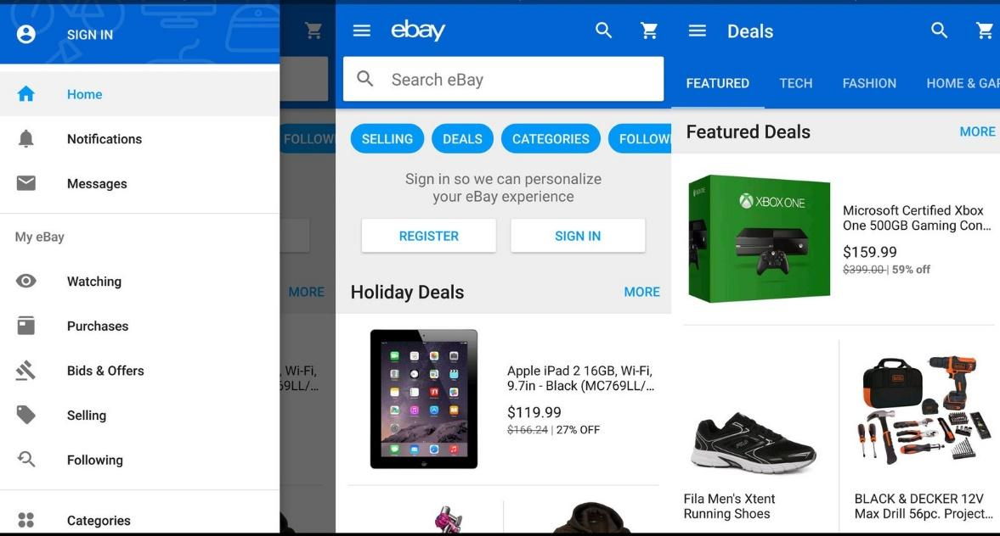 SIGN IN
Home
Notifications
Messages
My eBay
Watching
Purchases
Bids & Offers
Selling
Following
Categories
FOLLOW
MORE
, Wi-Fi,
69LL/...
ebay
Search eBay
SELLING
DEALS
CATEGORIES
FOLLOW
Sign in so we can personalize
your eBay experience
REGISTER
SIGN IN
Holiday Deals
MORE
Apple iPad 2 16GB, Wi-Fi,
9.7in - Black (MC769LL/...
$119.99
$166.24 | 27% OFF
Deals
FEATURED
TECH
FASHION
HOME & GAR
Featured Deals
MORE
XBOX ONE
Microsoft Certified Xbox
One 500GB Gaming Con...
$159.99
$399.00 | 59% off
Fila Men's Xtent
Running Shoes
BLACK & DECKER 12V
Max Drill 56pc. Project...